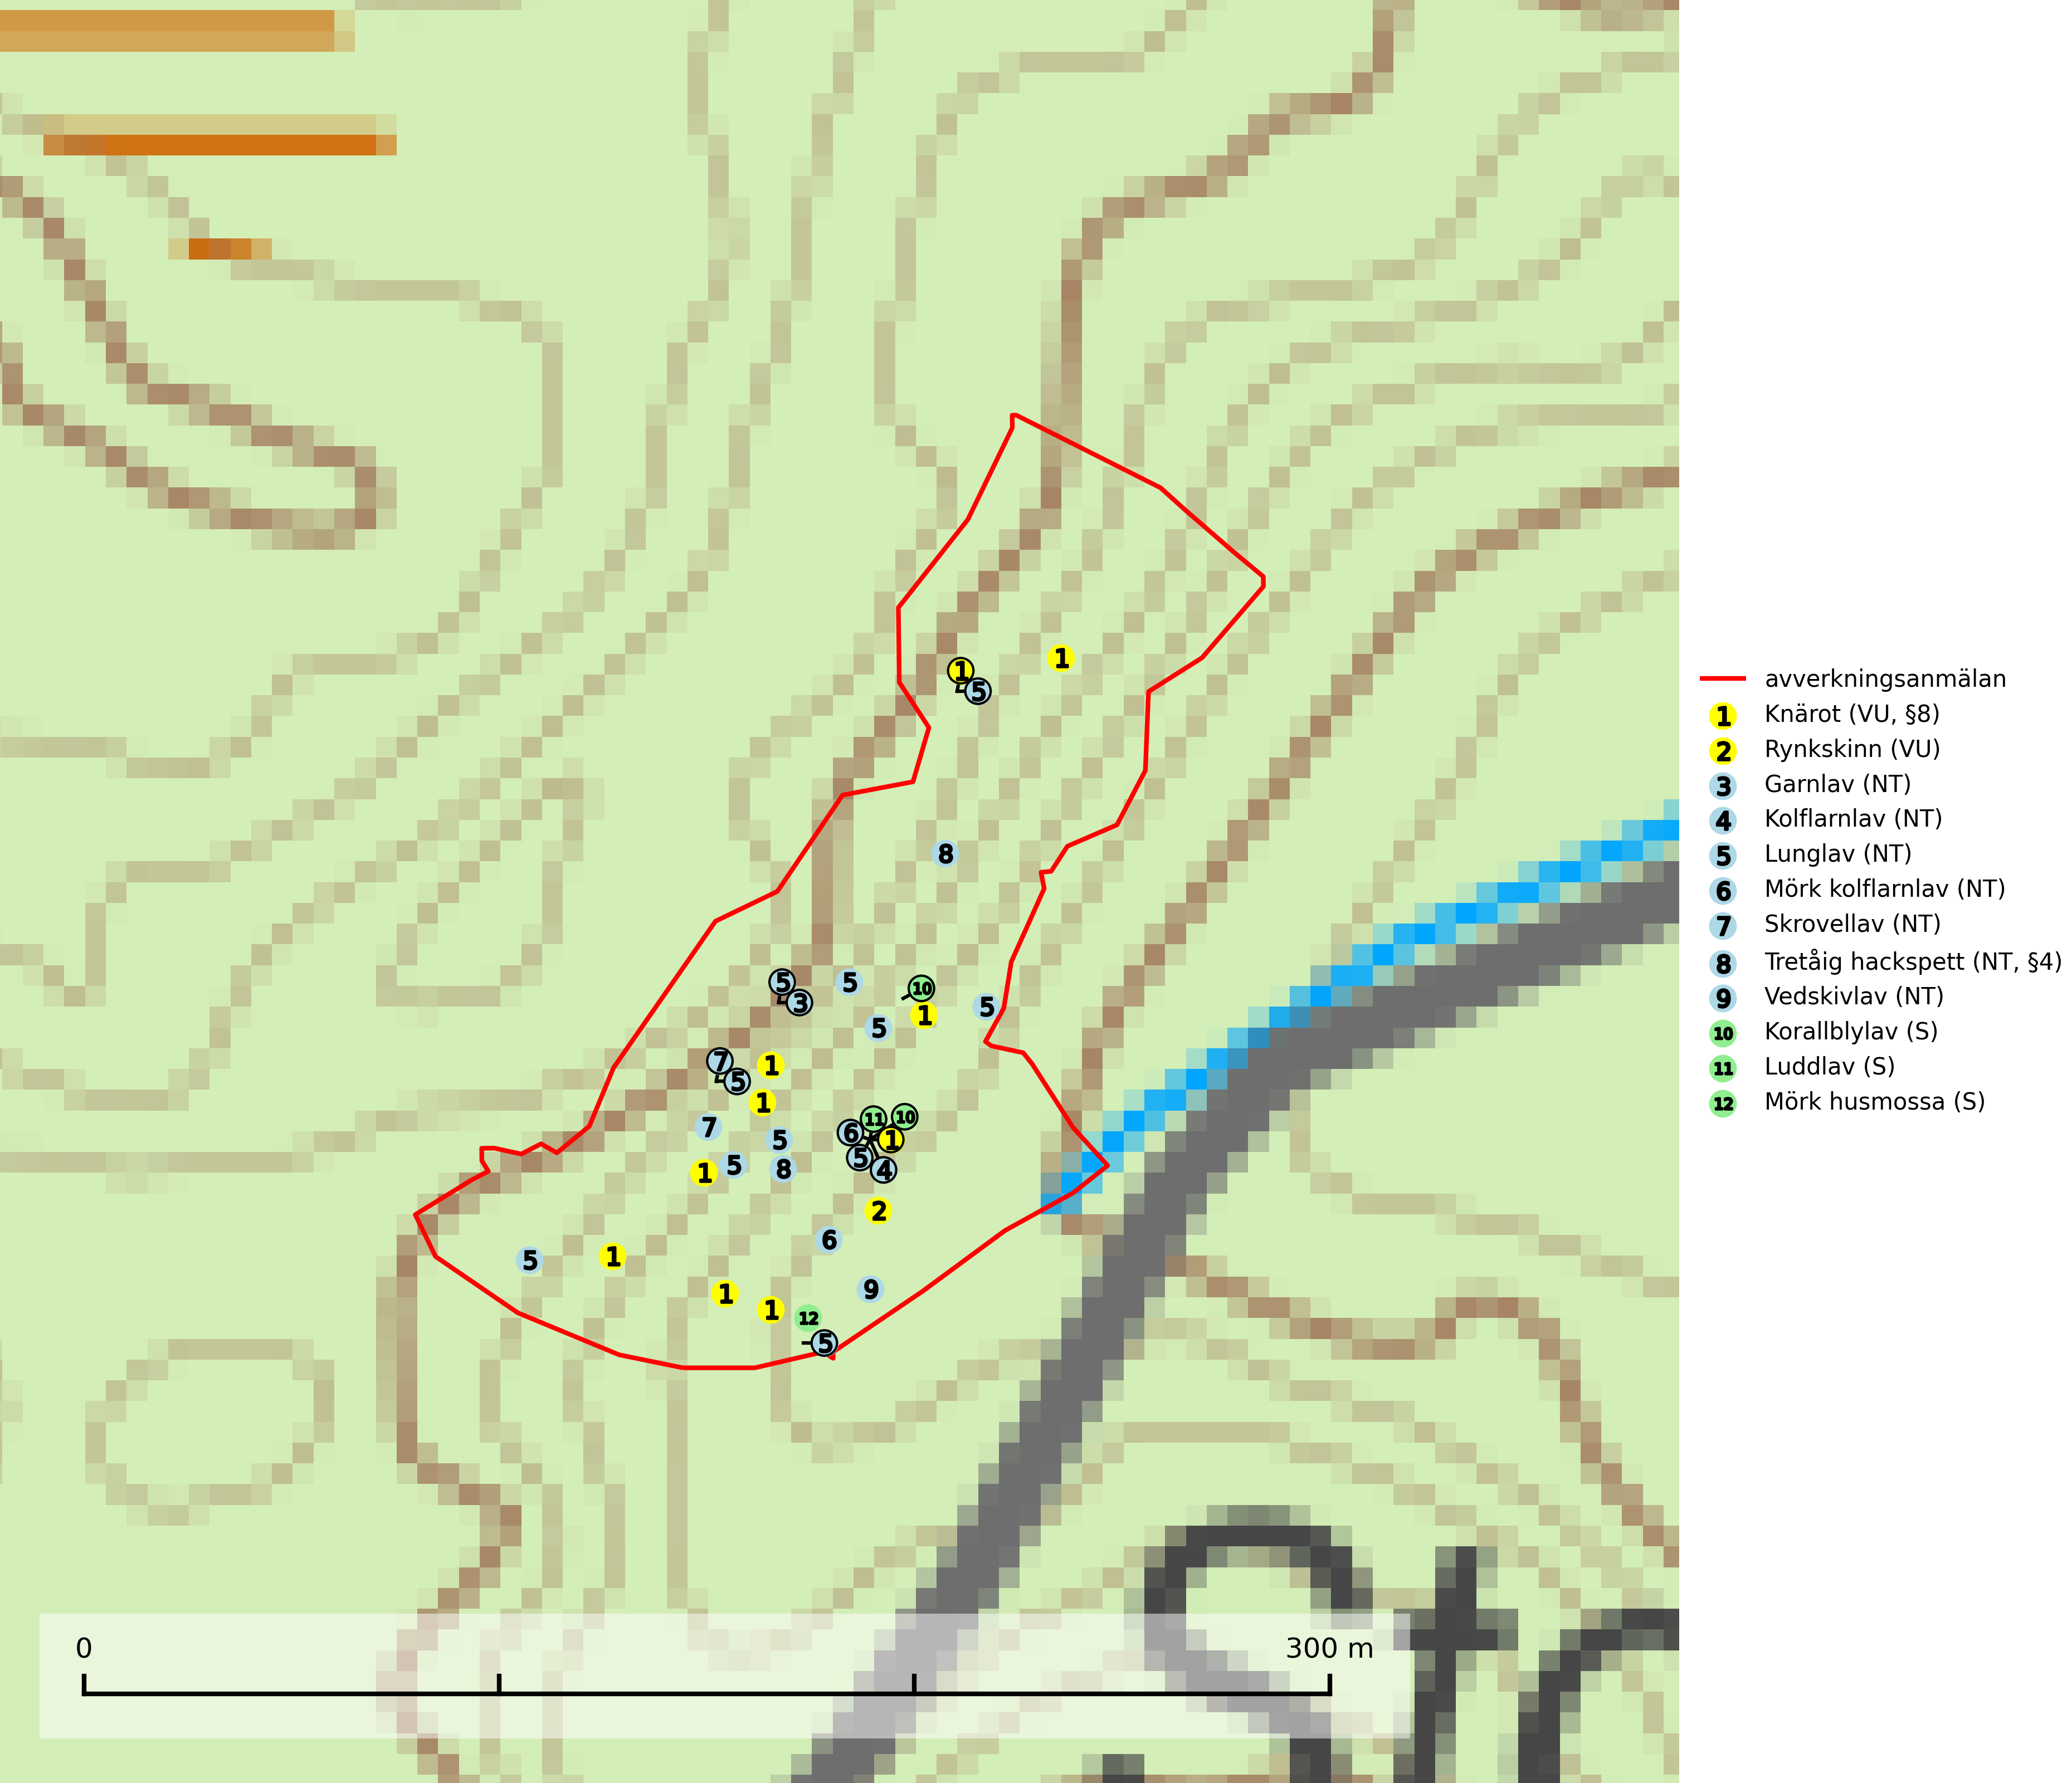 1
1
5
8
5
3
5
10
1
5
5
7
5
1
1
7
5
11
10
6
1
5
4
1
5
8
2
6
5
1
1
1
9
12
5
avverkningsanmälan
1 Knärot (VU, §8)
2 Rynkskinn (VU)
3 Garnlav (NT)
4 Kolflarnlav (NT)
5 Lunglav (NT)
6 Mörk kolflarnlav (NT)
7 Skrovellav (NT)
8 Tretåig hackspett (NT, §4)
9 Vedskivlav (NT)
10 Korallblylav (S)
11 Luddlav (S)
12 Mörk husmossa (S)
0 300 m